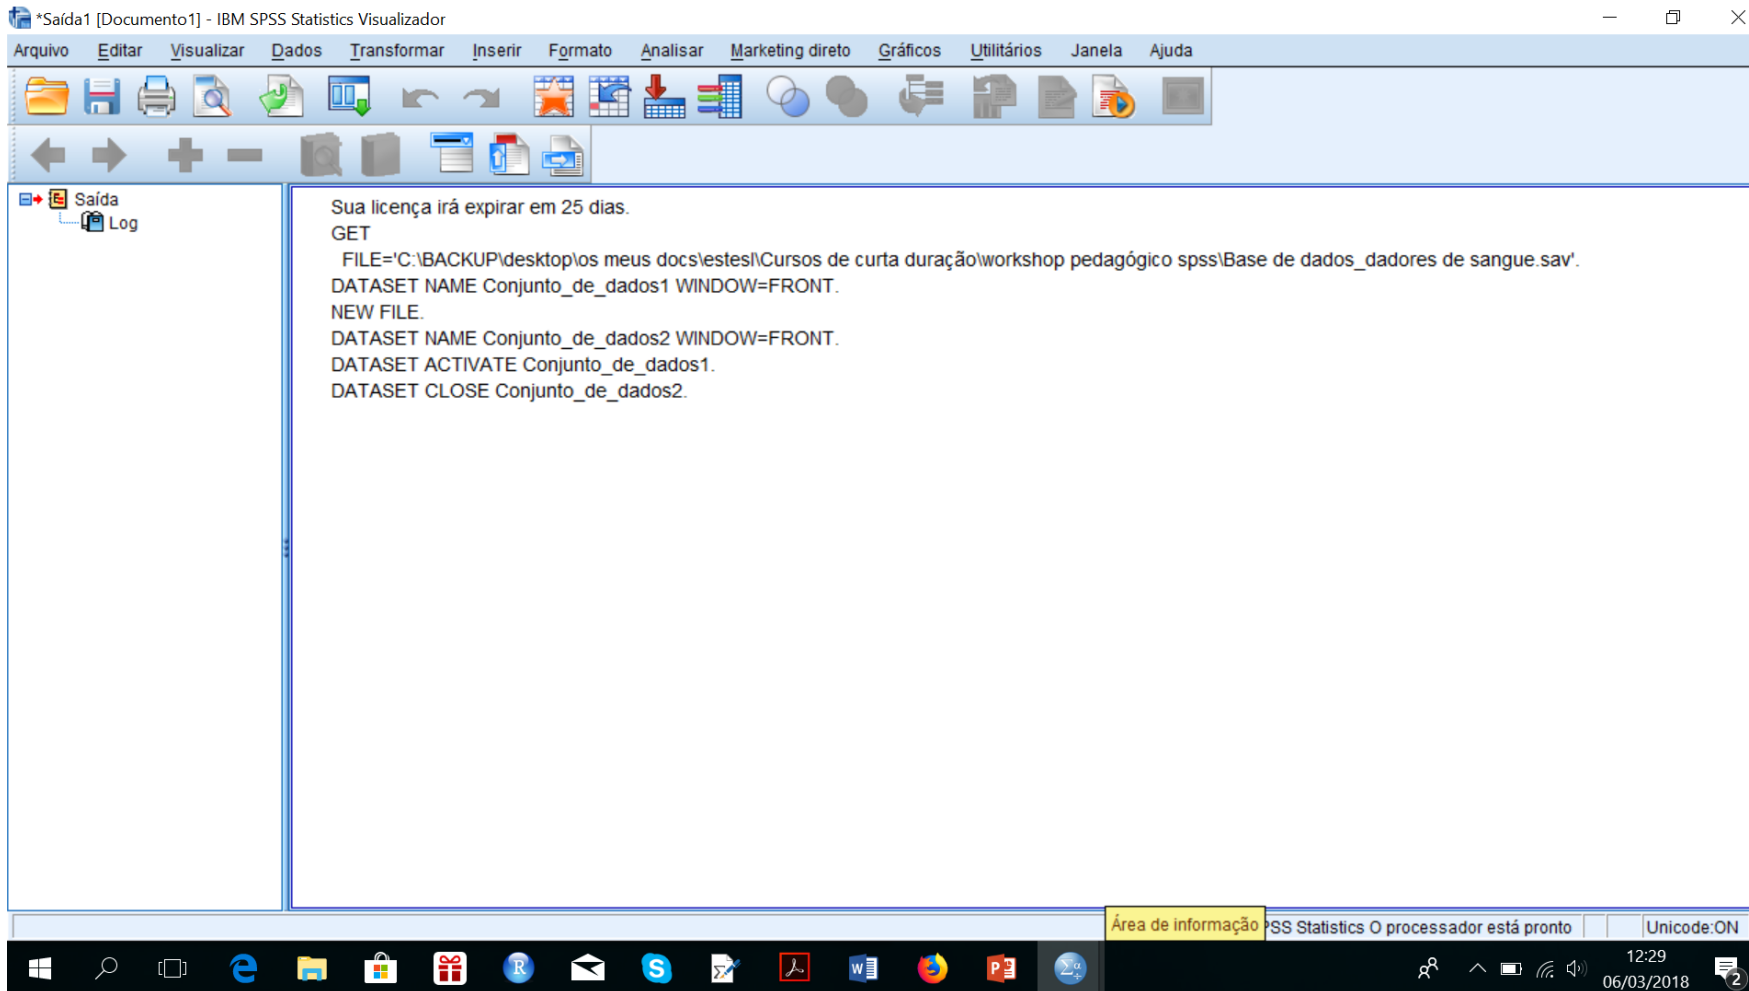 *Saída1 [Documento1] - IBM SPSS Statistics Visualizador
Arquivo Editar Visualizar Dados Transformar Inserir Formato Analisar Marketing direto Gráficos Utilitários Janela Ajuda
Saída
Log
Sua licença irá expirar em 25 dias.
GET
FILE='C:\BACKUP\desktop\os meus docs\estesl\Cursos de curta duração\workshop pedagógico spss\Base de dados_dadores de sangue.sav'.
DATASET NAME Conjunto_de_dados1 WINDOW=FRONT.
NEW FILE.
DATASET NAME Conjunto_de_dados2 WINDOW=FRONT.
DATASET ACTIVATE Conjunto_de_dados1.
DATASET CLOSE Conjunto_de_dados2.
Área de informação SPSS Statistics O processador está pronto Unicode:ON
12:29
06/03/2018
2